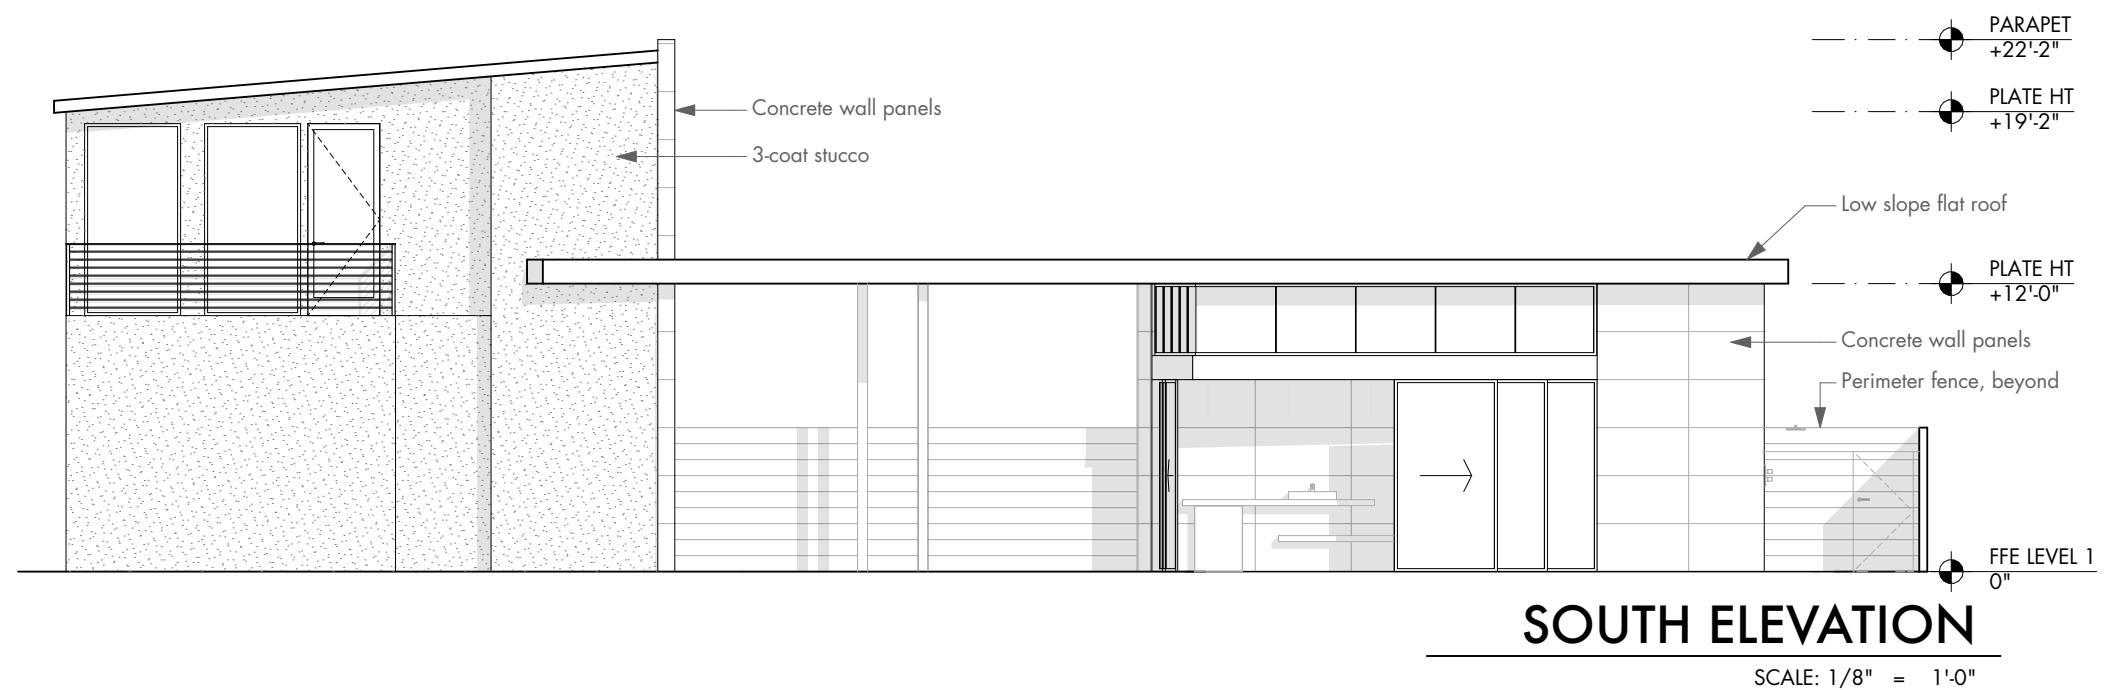 PARAPET
+22'-2"
PLATE HT
+19'-2"
Concrete wall panels
3-coat stucco
Low slope flat roof
PLATE HT
+12'-0"
Concrete wall panels
Perimeter fence, beyond
FFE LEVEL 1
0"
SOUTH ELEVATION
SCALE: 1/8" = 1'-0"